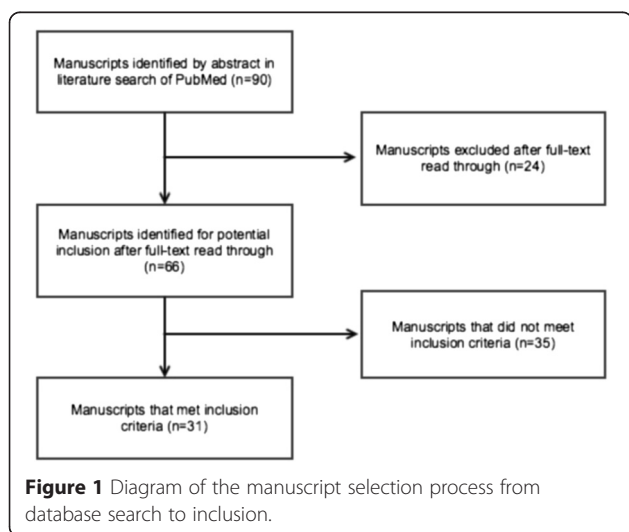 Manuscripts identified by abstract in
literature search of PubMed (n=90)
Manuscripts excluded after full-text
read through (n=24)
Manuscripts identified for potential
inclusion after full-text read through
(n=66)
Manuscripts that did not meet
inclusion criteria (n=35)
Manuscripts that met inclusion
criteria (n=31)
Figure 1 Diagram of the manuscript selection process from
database search to inclusion.